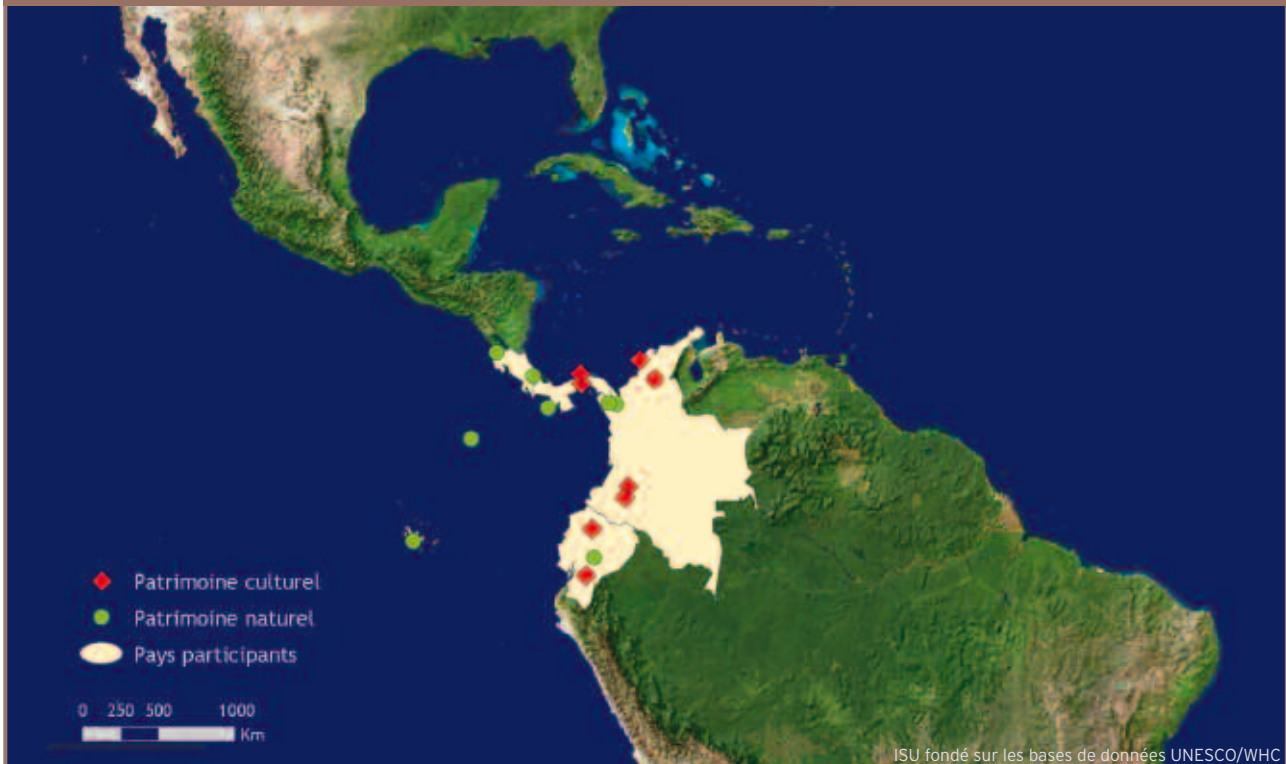 Patrimoine culturel
Patrimoine naturel
Pays participants
0 250 500 1000
Km
ISU fondé sur les bases de données UNESCO/WHC